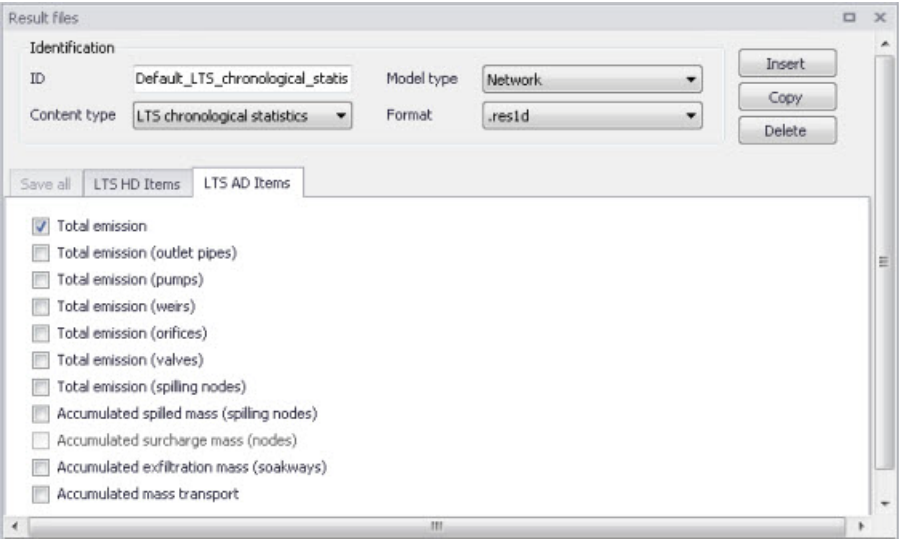 Result files
Identification
ID Default_LTS_chronological_statis Model type Network
Content type LTS chronological statistics Format .res1d
Insert
Copy
Delete
Save all LTS HD Items LTS AD Items
Total emission
Total emission (outlet pipes)
Total emission (pumps)
Total emission (weirs)
Total emission (orifices)
Total emission (valves)
Total emission (spilling nodes)
Accumulated spilled mass (spilling nodes)
Accumulated surcharge mass (nodes)
Accumulated exfiltration mass (soakways)
Accumulated mass transport